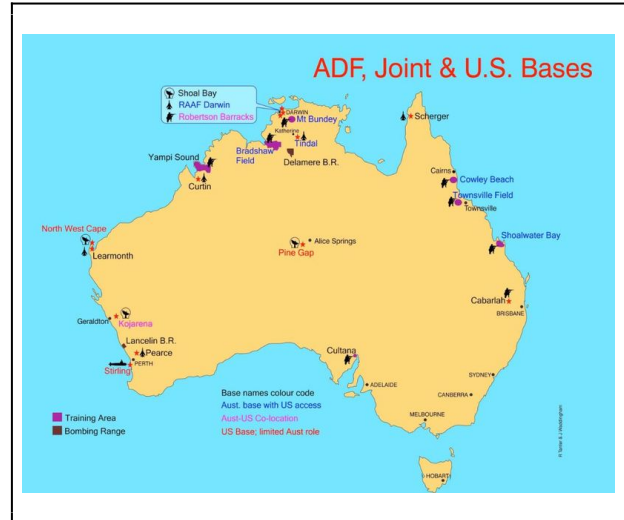 ADF, Joint & U.S. Bases
Shoal Bay
RAAF Darwin
Robertson Barracks
DARWIN
Mt Bundey
Katherine
Tindal
Bradshaw
Field
Delamere B.R.
Yampi Sound
Curtin
Scherger
Cairns
Cowley Beach
Townsville Field
Townsville
Shoalwater Bay
North West Cape
Learmonth
Alice Springs
Pine Gap
Cabarlah
BRISBANE
Geraldton
Kojarena
Lancelin B.R.
Pearce
PERTH
Stirling
Cultana
ADELAIDE
SYDNEY
CANBERRA
MELBOURNE
HOBART
Base names colour code
Aust. base with US access
Aust-US Co-location
US Base; limited Aust role
Training Area
Bombing Range